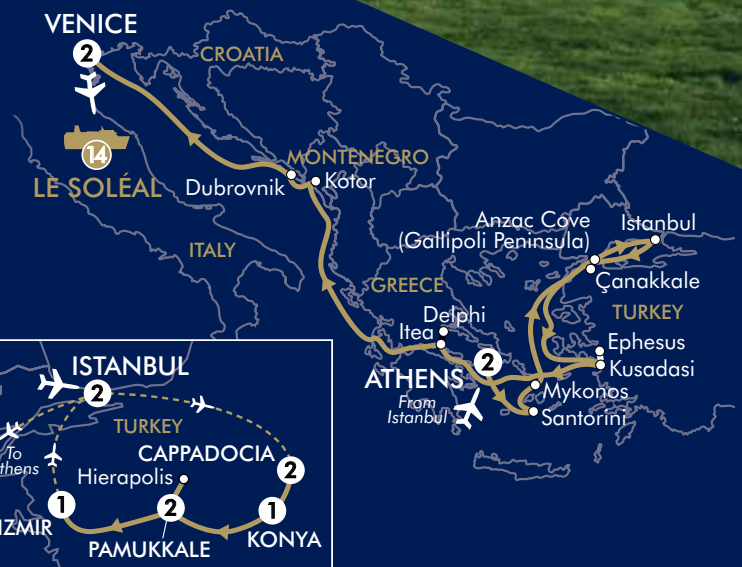 VENICE
2
CROATIA
14
LE SOLÉAL
MONTENEGRO
Dubrovnik
Kotor
ITALY
Anzac Cove
(Gallipoli Peninsula)
Istanbul
Çanakkale
GREECE
TURKEY
Delphi
Itea
Ephesus
Kusadasi
2
ATHENS
From
Istanbul
Mykonos
Santorini
ISTANBUL
2
TURKEY
To
thens
CAPPADOCIA
2
Hierapolis
1
2
1
IZMIR
PAMUKKALE
KONYA